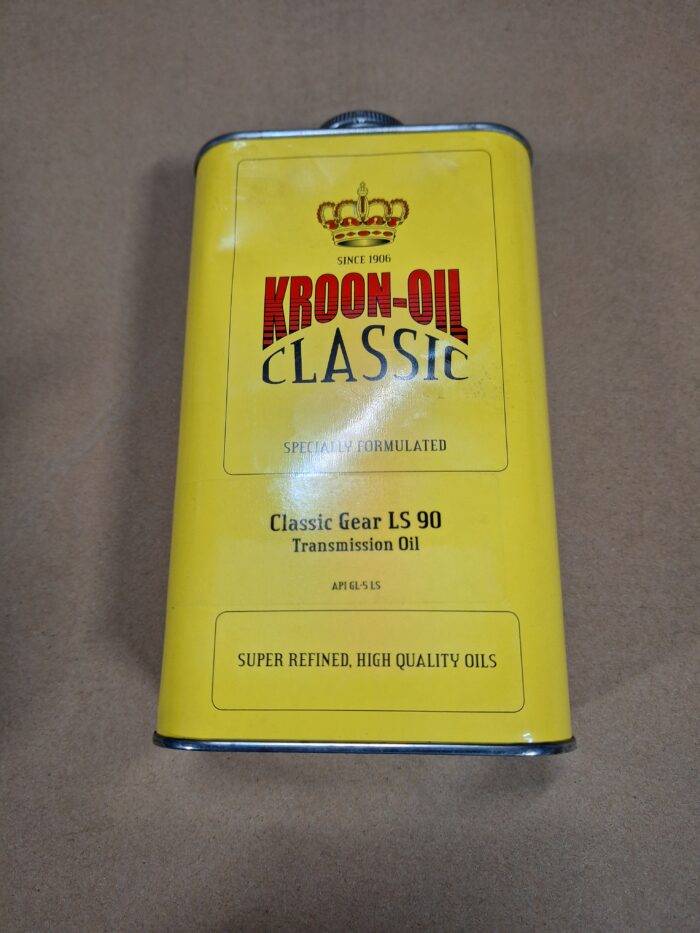 SINCE 1906
KROON-OIL
CLASSIC
SPECIALLY FORMULATED
Classic Gear LS 90
Transmission Oil
API GL-5 LS
SUPER REFINED, HIGH QUALITY OILS